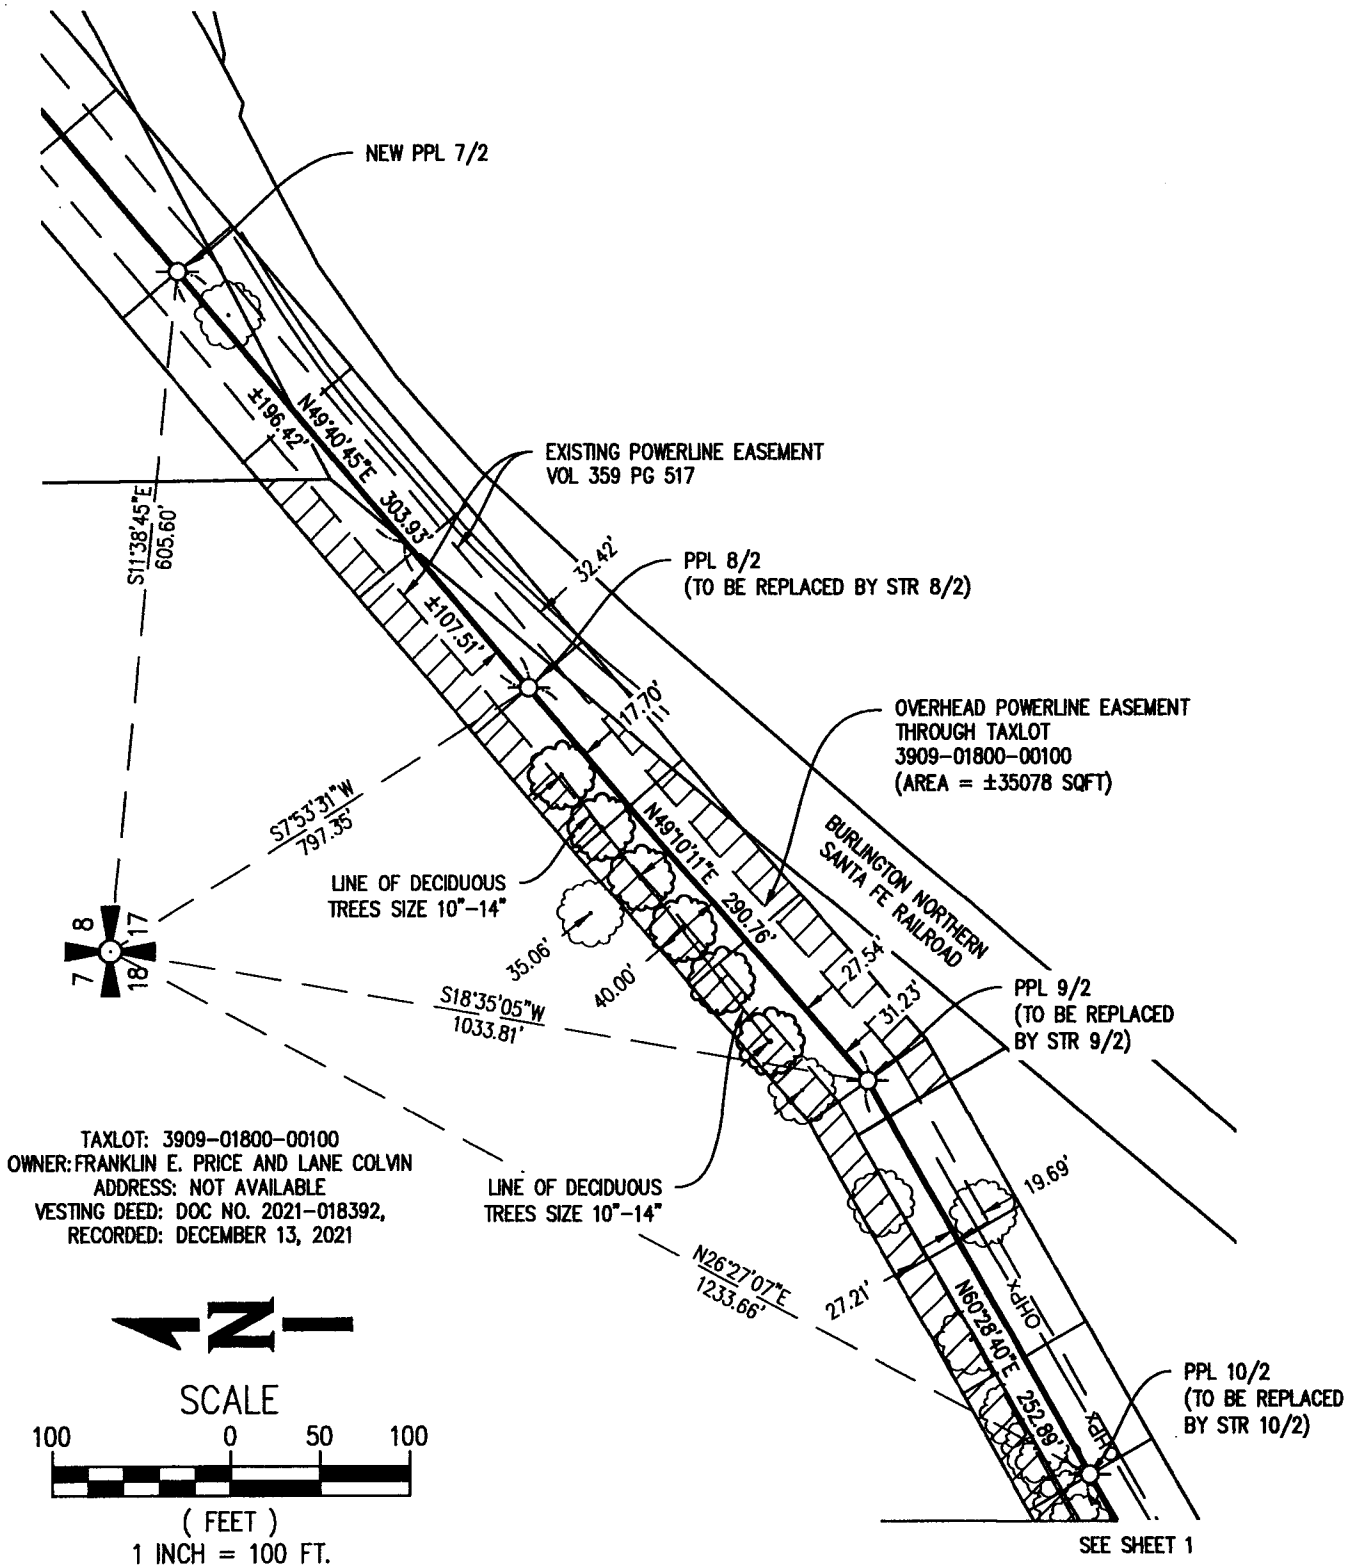 NEW PPL 7/2
N49°40'45"E 303.93'
±196.42'
EXISTING POWERLINE EASEMENT
VOL 359 PG 517
S11°38'45"E
605.60'
32.42'
PPL 8/2
(TO BE REPLACED BY STR 8/2)
±107.51'
17.70'
OVERHEAD POWERLINE EASEMENT
THROUGH TAXLOT
3909-01800-00100
(AREA = ±35078 SQFT)
S7°53'31"W
797.35'
N49°10'11"E 290.76'
BURLINGTON NORTHERN
SANTA FE RAILROAD
LINE OF DECIDUOUS
TREES SIZE 10"-14"
8
17
7
18
35.06'
40.00'
27.54'
31.23'
S18°35'05"W
1033.81'
PPL 9/2
(TO BE REPLACED
BY STR 9/2)
TAXLOT: 3909-01800-00100
OWNER: FRANKLIN E. PRICE AND LANE COLVIN
ADDRESS: NOT AVAILABLE
VESTING DEED: DOC NO. 2021-018392,
RECORDED: DECEMBER 13, 2021
LINE OF DECIDUOUS
TREES SIZE 10"-14"
19.69'
N26°27'07"E
1233.66'
27.21'
OHPx
N60°28'40"E 252.89'
N
OHPx
PPL 10/2
(TO BE REPLACED
BY STR 10/2)
SCALE
100 0 50 100
( FEET )
1 INCH = 100 FT.
SEE SHEET 1